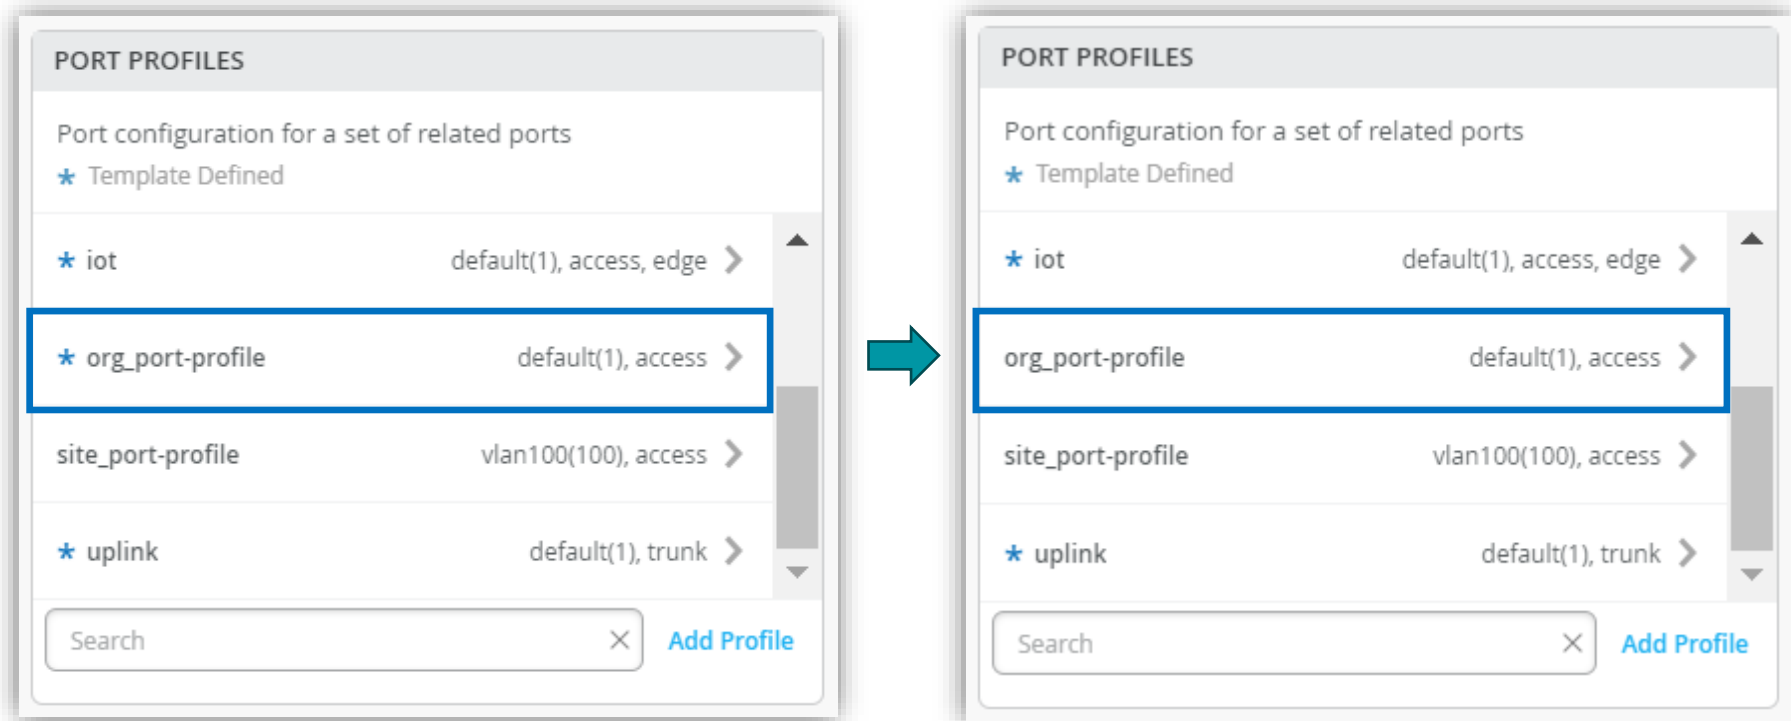 PORT PROFILES
Port configuration for a set of related ports
* Template Defined
* iot default(1), access, edge
* org_port-profile default(1), access
site_port-profile vlan100(100), access
* uplink default(1), trunk
Search Add Profile
PORT PROFILES
Port configuration for a set of related ports
* Template Defined
* iot default(1), access, edge
org_port-profile default(1), access
site_port-profile vlan100(100), access
* uplink default(1), trunk
Search Add Profile